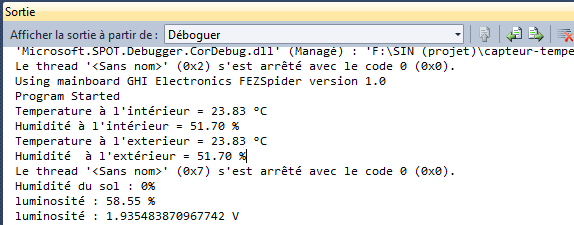 Sortie
Afficher la sortie à partir de : Déboguer
'Microsoft.SPOT.Debugger.CorDebug.dll' (Managé) : 'F:\SIN (projet)\capteur-tempe
Le thread '<Sans nom>' (0x2) s'est arrêté avec le code 0 (0x0).
Using mainboard GHI Electronics FEZSpider version 1.0
Program Started
Temperature à l'intérieur = 23.83 °C
Humidité à l'intérieur = 51.70 %
Temperature à l'exterieur = 23.83 °C
Humidité  à l'extérieur = 51.70 %
Le thread '<Sans nom>' (0x7) s'est arrêté avec le code 0 (0x0).
Humidité du sol : 0%
luminosité : 58.55 %
luminosité : 1.935483870967742 V